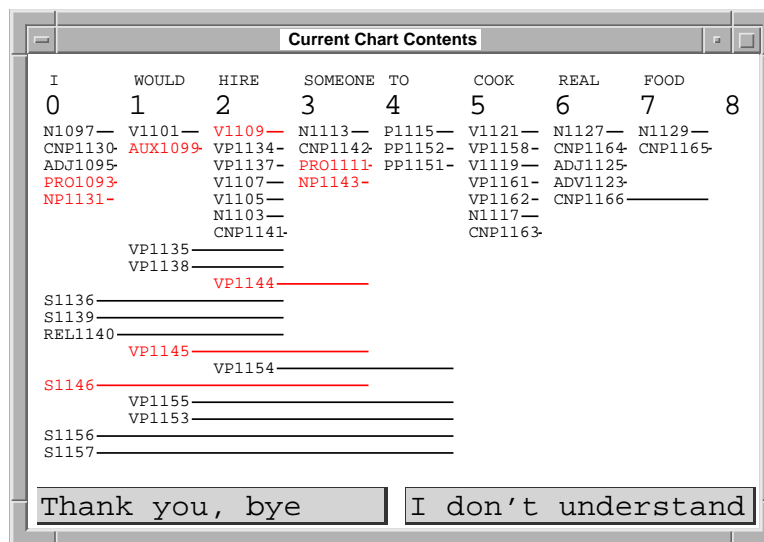 Current Chart Contents
I WOULD HIRE SOMEONE TO COOK REAL FOOD
0 1 2 3 4 5 6 7 8
N1097 V1101 V1109 N1113 P1115 V1121 N1127 N1129
CNP1130 AUX1099 VP1134 CNP1142 PP1152 VP1158 CNP1164 CNP1165
ADJ1095 VP1137 PRO1111 PP1151 V1119 ADJ1125
PRO1093 V1107 NP1143 VP1161 ADV1123
NP1131 V1105 VP1162 CNP1166
N1103 N1117
CNP1141 CNP1163
VP1135
VP1138
VP1144
S1136
S1139
REL1140
VP1145
VP1154
S1146
VP1155
VP1153
S1156
S1157
Thank you, bye I don't understand